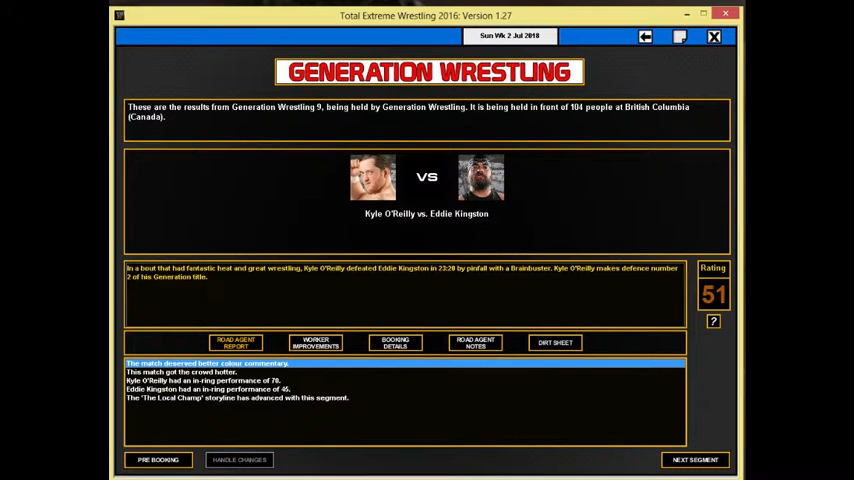 Total Extreme Wrestling 2016: Version 1.27
Sun Wk 2 Jul 2018
GENERATION WRESTLING
These are the results from Generation Wrestling 9, being held by Generation Wrestling. It is being held in front of 104 people at British Columbia
(Canada).
VS
Kyle O'Reilly vs. Eddie Kingston
In a bout that had fantastic heat and great wrestling, Kyle O'Reilly defeated Eddie Kingston in 23:20 by pinfall with a Brainbuster. Kyle O'Reilly makes defence number
2 of his Generation title.
Rating
51
?
ROAD AGENT
REPORT
WORKER
IMPROVEMENTS
BOOKING
DETAILS
ROAD AGENT
NOTES
DIRT SHEET
The match deserved better colour commentary.
This match got the crowd hotter.
Kyle O'Reilly had an in-ring performance of 70.
Eddie Kingston had an in-ring performance of 45.
The 'The Local Champ' storyline has advanced with this segment.
PRE BOOKING
HANDLE CHANGES
NEXT SEGMENT